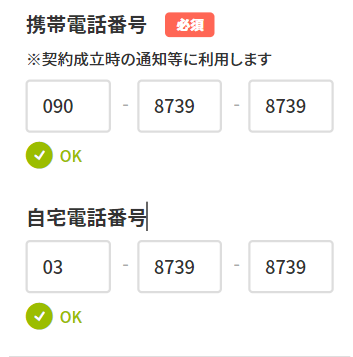 携帯電話番号 必須
※契約成立時の通知等に利用します
090 - 8739 - 8739
OK
自宅電話番号
03 - 8739 - 8739
OK